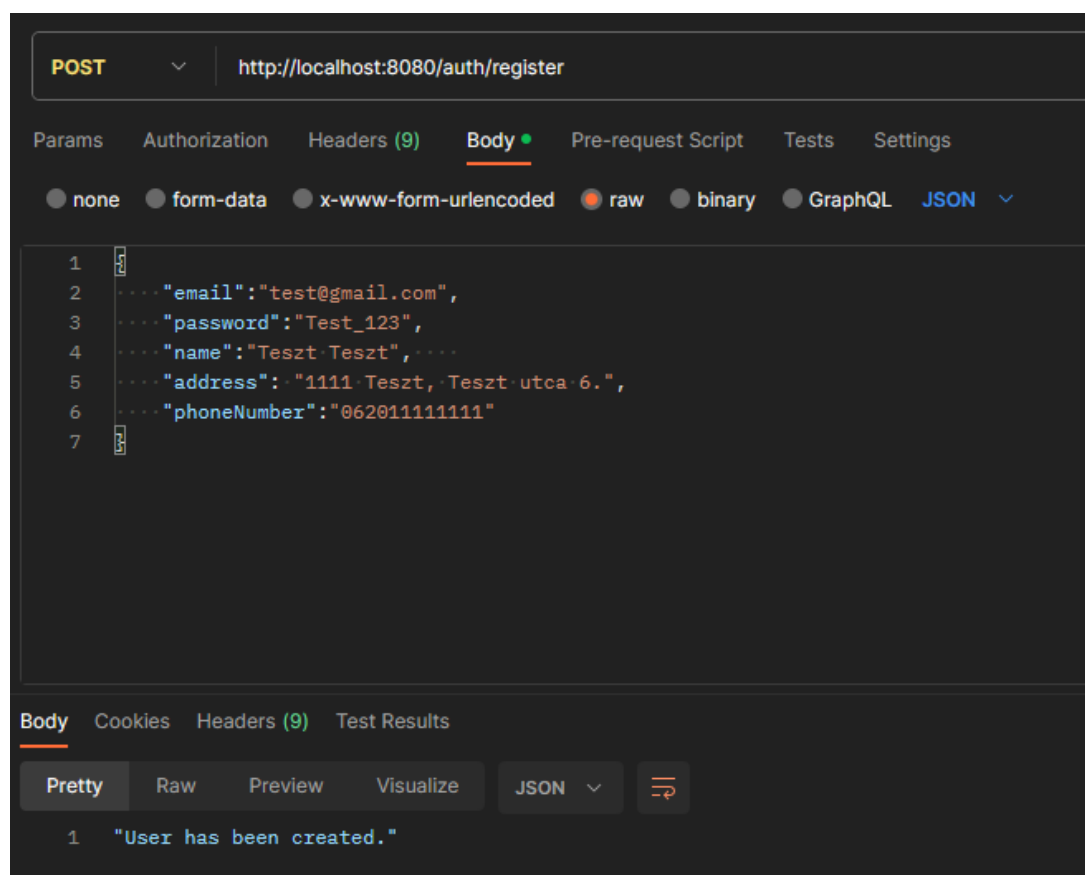 POST http://localhost:8080/auth/register
Params Authorization Headers (9) Body Pre-request Script Tests Settings
none form-data x-www-form-urlencoded raw binary GraphQL JSON
1 {
2 "email":"test@gmail.com",
3 "password":"Test_123",
4 "name":"Teszt Teszt",
5 "address": "1111 Teszt, Teszt utca 6.",
6 "phoneNumber":"062011111111"
7 }
Body Cookies Headers (9) Test Results
Pretty Raw Preview Visualize JSON
1 "User has been created."